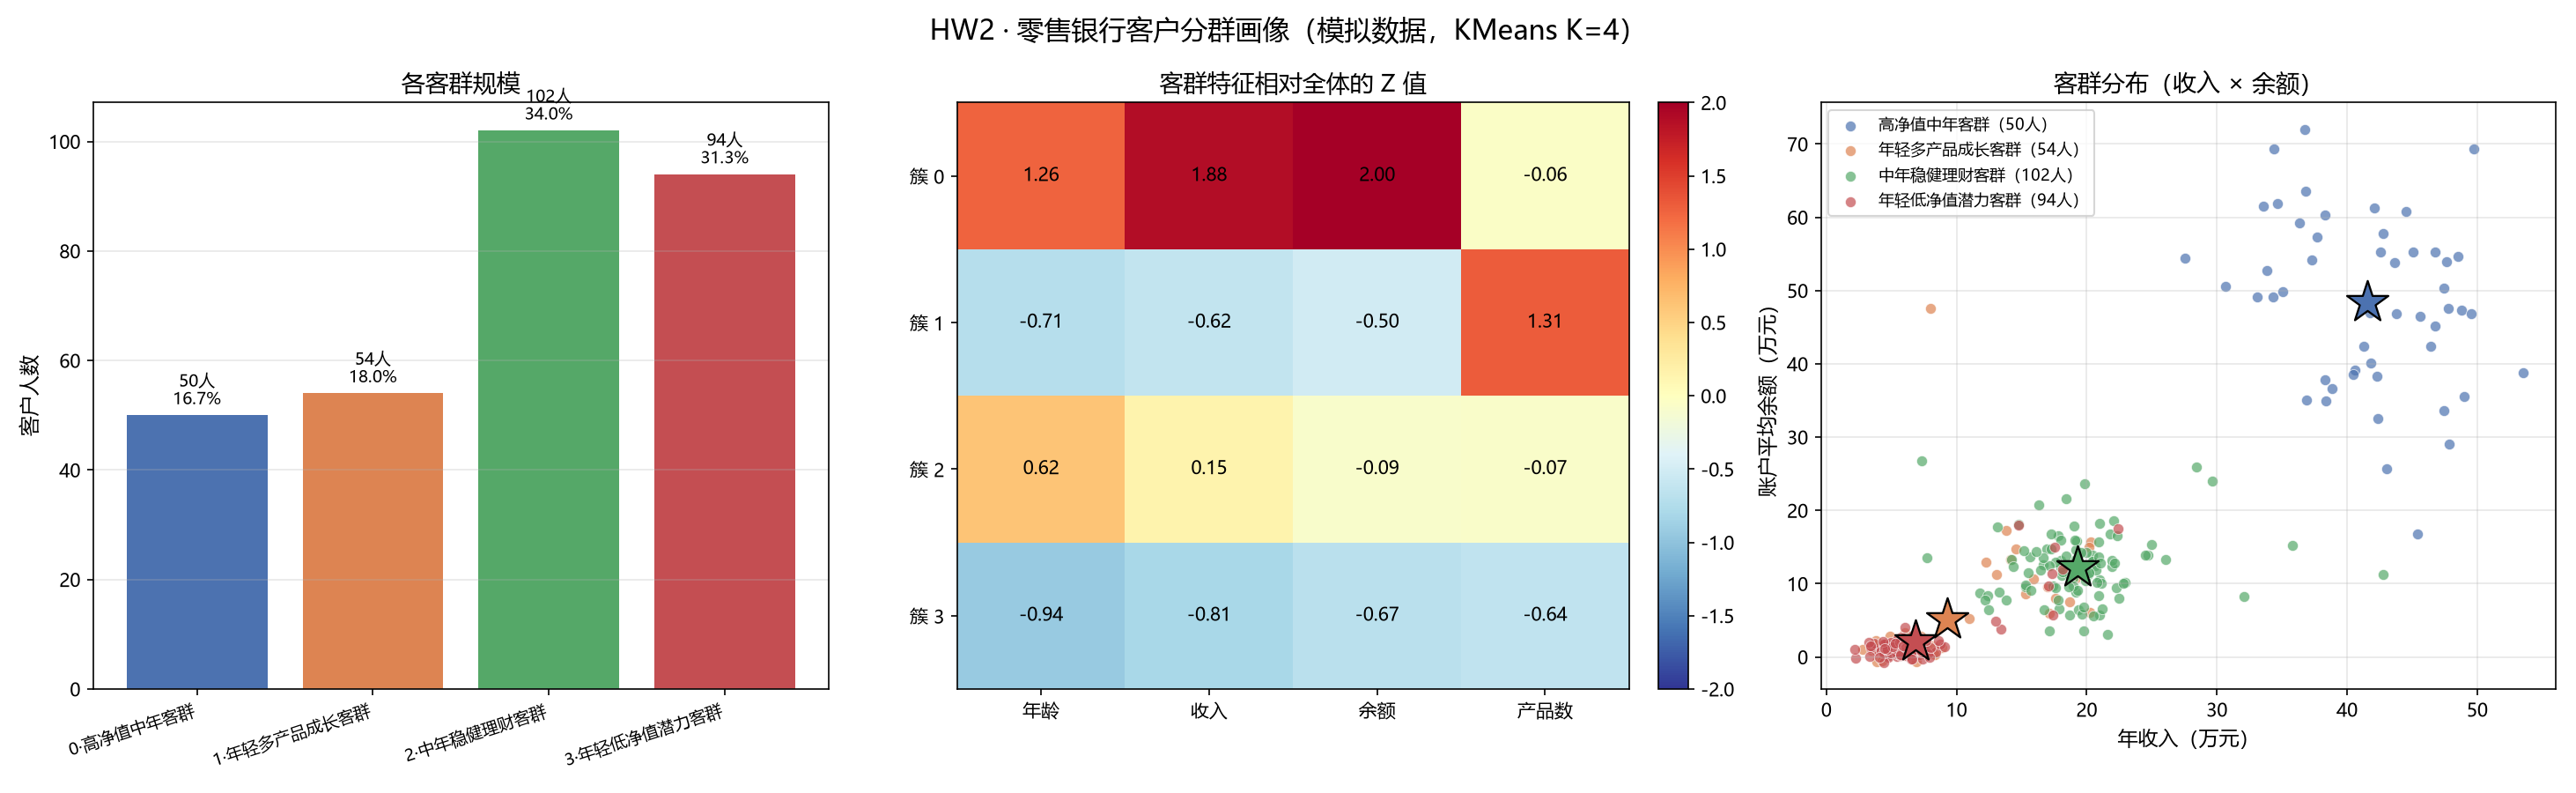 HW2 · 零售银行客户分群画像（模拟数据，KMeans K=4）
各客群规模
客户人数
100
80
60
40
20
0
50人
16.7%
54人
18.0%
102人
34.0%
94人
31.3%
0·高净值中年客群
1·年轻多产品成长客群
2·中年稳健理财客群
3·年轻低净值潜力客群
客群特征相对全体的 Z 值
簇 0
1.26
1.88
2.00
-0.06
簇 1
-0.71
-0.62
-0.50
1.31
簇 2
0.62
0.15
-0.09
-0.07
簇 3
-0.94
-0.81
-0.67
-0.64
年龄
收入
余额
产品数
2.0
1.5
1.0
0.5
0.0
-0.5
-1.0
-1.5
-2.0
客群分布（收入 × 余额）
高净值中年客群（50人）
年轻多产品成长客群（54人）
中年稳健理财客群（102人）
年轻低净值潜力客群（94人）
账户平均余额（万元）
70
60
50
40
30
20
10
0
0
10
20
30
40
50
年收入（万元）